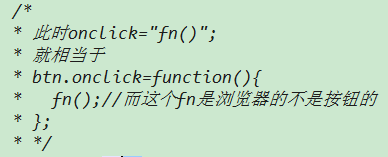 /*
* 此时onclick="fn()";
* 就相当于
* btn.onclick=function(){
*   fn();//而这个fn是浏览器的不是按钮的
* };
* */